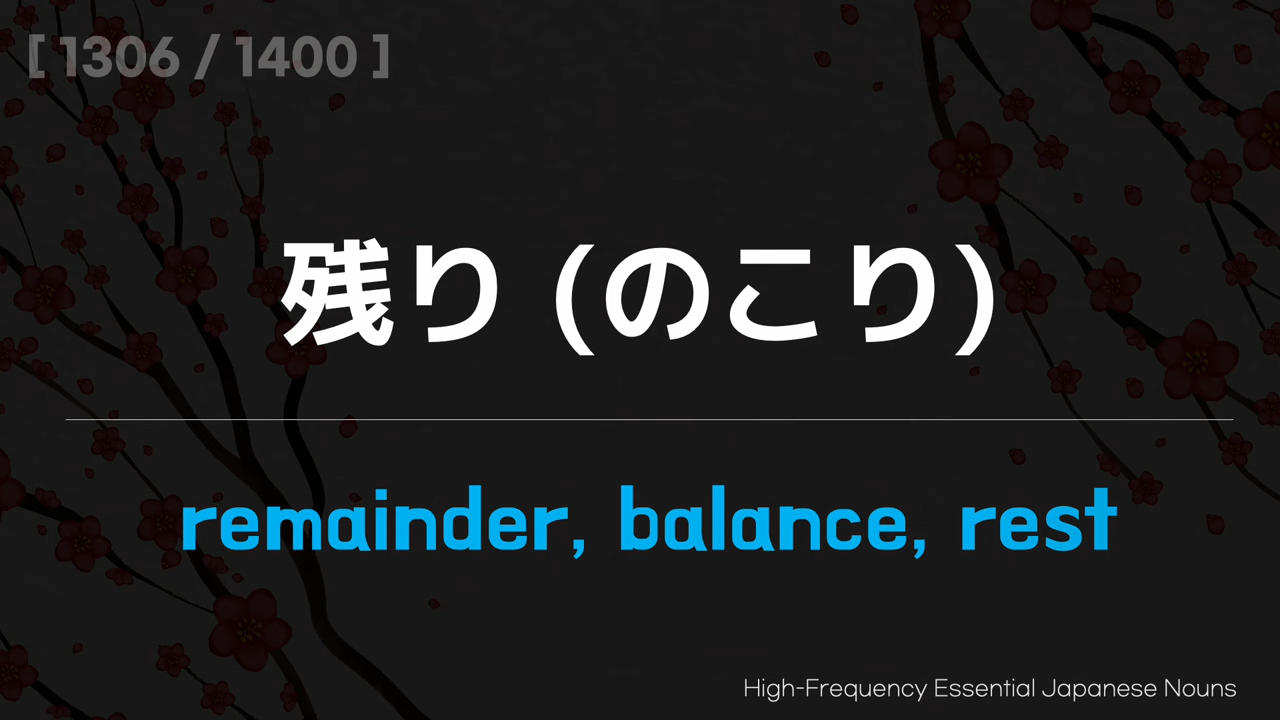 [ 1306 / 1400 ]
残り (のこり)
remainder, balance, rest
High-Frequency Essential Japanese Nouns